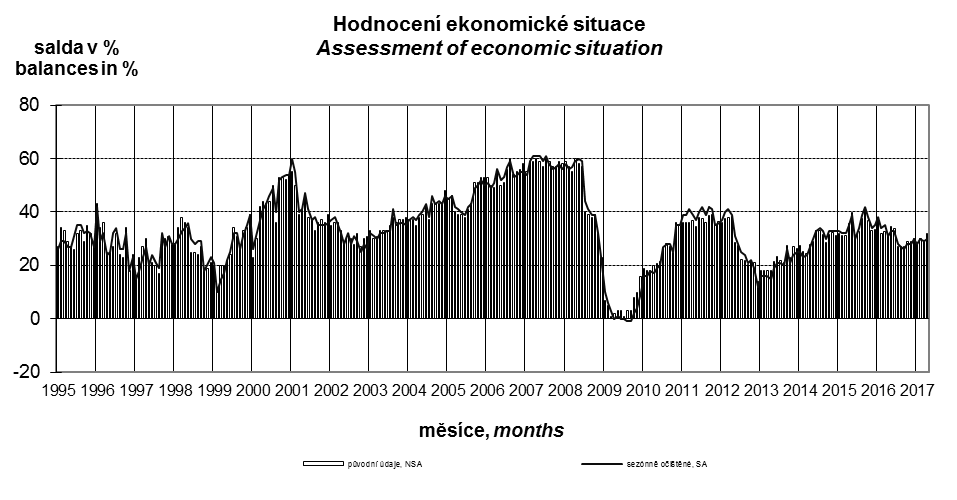 Hodnocení ekonomické situace
Assessment of economic situation
salda v %
balances in %
80
60
40
20
0
-20
1995 1996 1997 1998 1999 2000 2001 2002 2003 2004 2005 2006 2007 2008 2009 2010 2011 2012 2013 2014 2015 2016 2017
měsíce, months
původní údaje, NSA
sezónně očištěné, SA